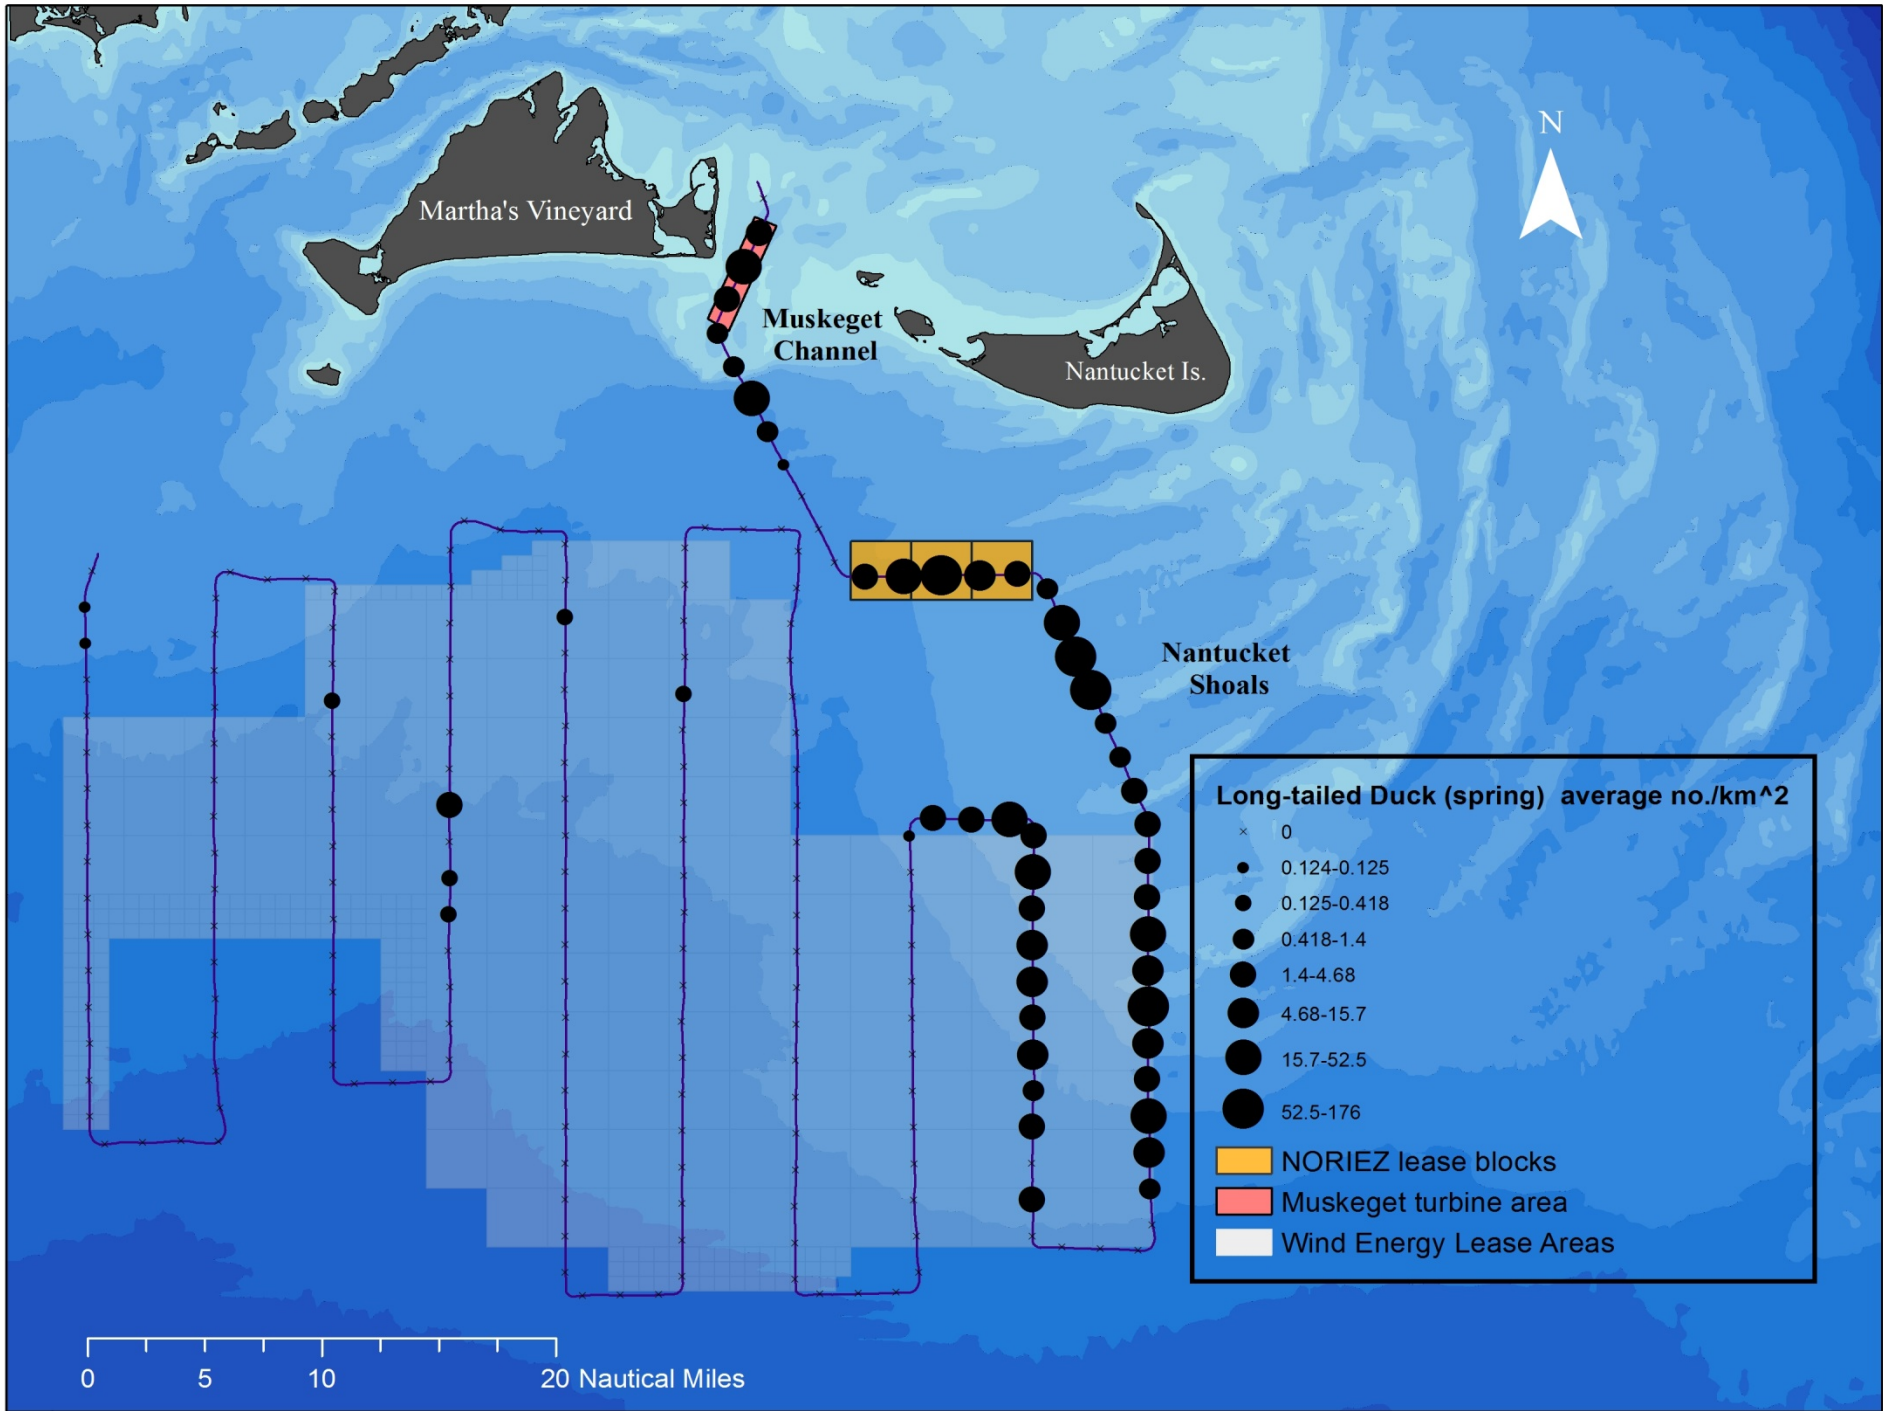 N
Martha's Vineyard
Muskeget
Channel
Nantucket Is.
Nantucket
Shoals
Long-tailed Duck (spring) average no./km^2
0
0.124-0.125
0.125-0.418
0.418-1.4
1.4-4.68
4.68-15.7
15.7-52.5
52.5-176
NORIEZ lease blocks
Muskeget turbine area
Wind Energy Lease Areas
0 5 10 20 Nautical Miles